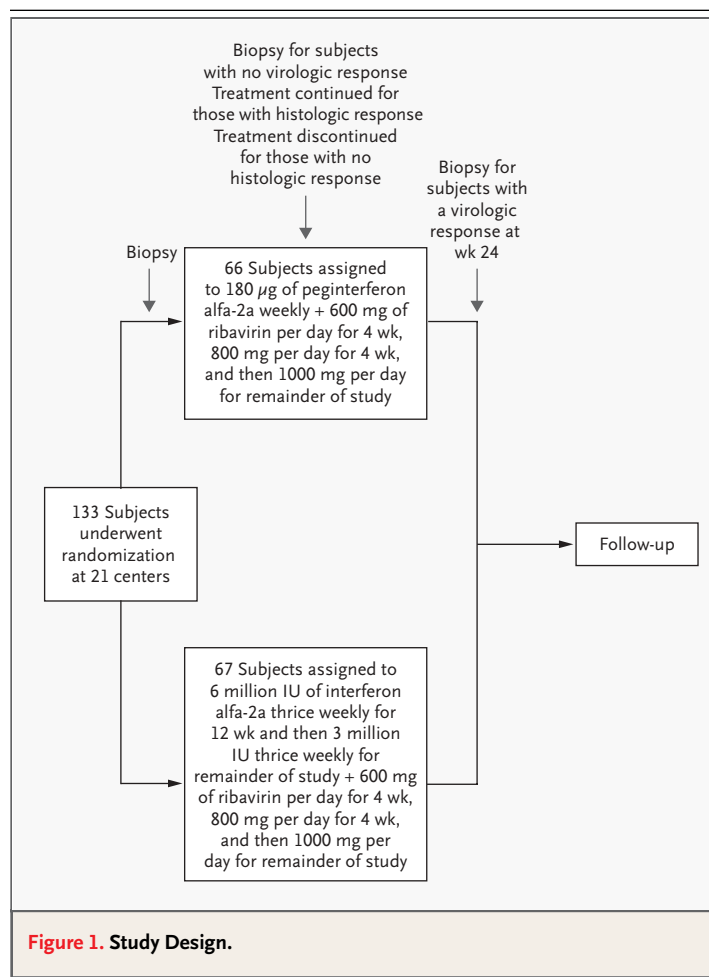 Biopsy for subjects
with no virologic response
Treatment continued for
those with histologic response
Treatment discontinued
for those with no
histologic response
Biopsy for
subjects with
a virologic
response at
wk 24
Biopsy
66 Subjects assigned
to 180 µg of peginterferon
alfa-2a weekly + 600 mg of
ribavirin per day for 4 wk,
800 mg per day for 4 wk,
and then 1000 mg per day
for remainder of study
133 Subjects
underwent
randomization
at 21 centers
Follow-up
67 Subjects assigned to
6 million IU of interferon
alfa-2a thrice weekly for
12 wk and then 3 million
IU thrice weekly for
remainder of study + 600 mg
of ribavirin per day for 4 wk,
800 mg per day for 4 wk,
and then 1000 mg per
day for remainder of study
Figure 1. Study Design.